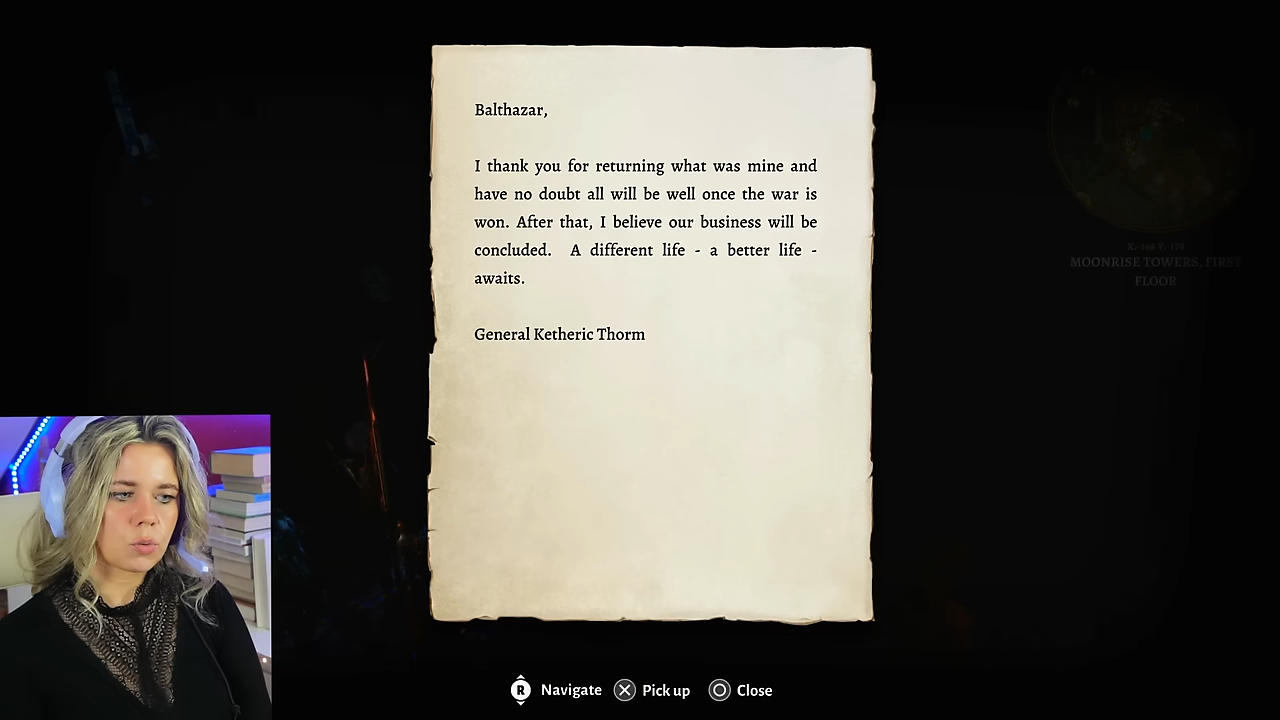 Balthazar,
I thank you for returning what was mine and
have no doubt all will be well once the war is
won. After that, I believe our business will be
concluded. A different life - a better life -
awaits.
General Ketheric Thorm
X:-168 Y:-170
MOONRISE TOWERS, FIRST
FLOOR
R Navigate Pick up Close